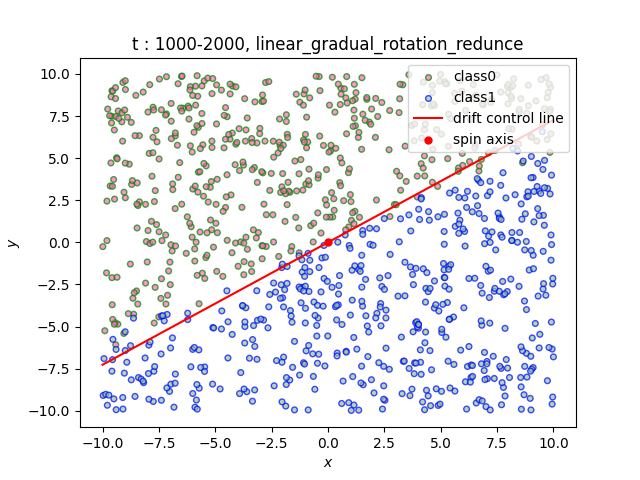 t : 1000-2000, linear_gradual_rotation_redunce
class0
class1
drift control line
spin axis
10.0
7.5
5.0
2.5
0.0
−2.5
−5.0
−7.5
−10.0
y
−10.0 −7.5 −5.0 −2.5 0.0 2.5 5.0 7.5 10.0
x